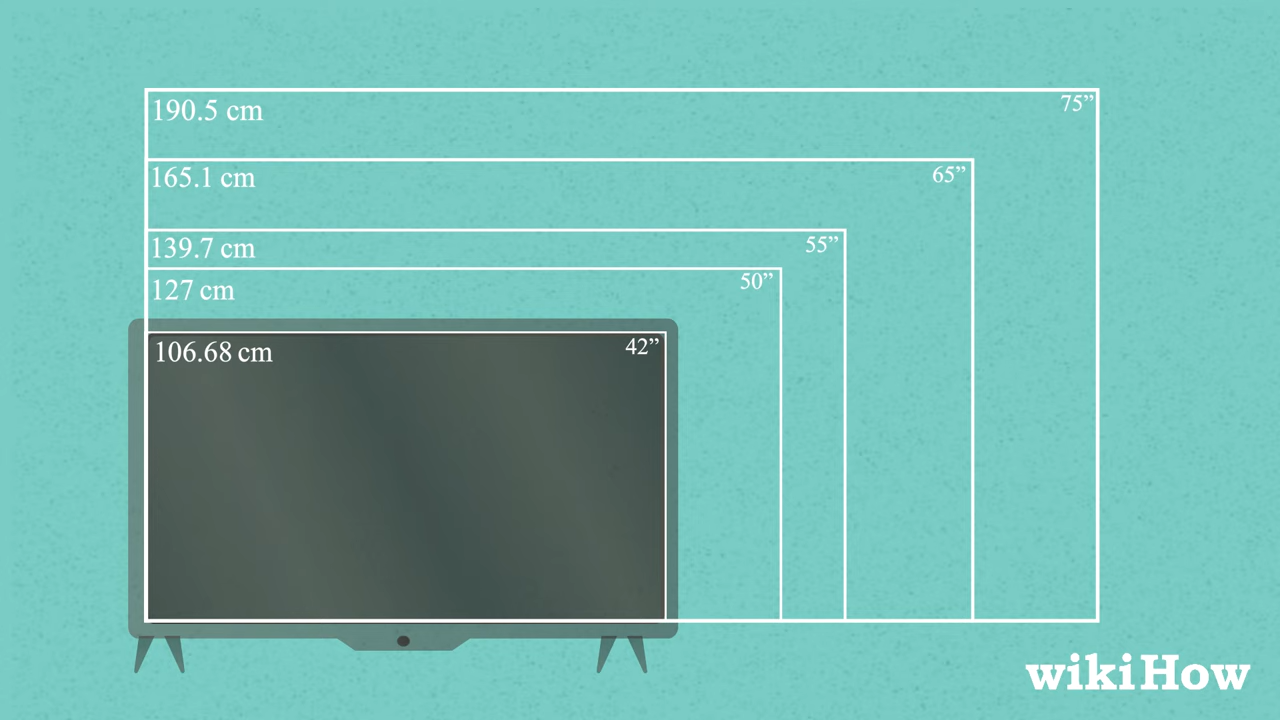 190.5 cm
75”
165.1 cm
65”
139.7 cm
55”
127 cm
50”
106.68 cm
42”
wikiHow